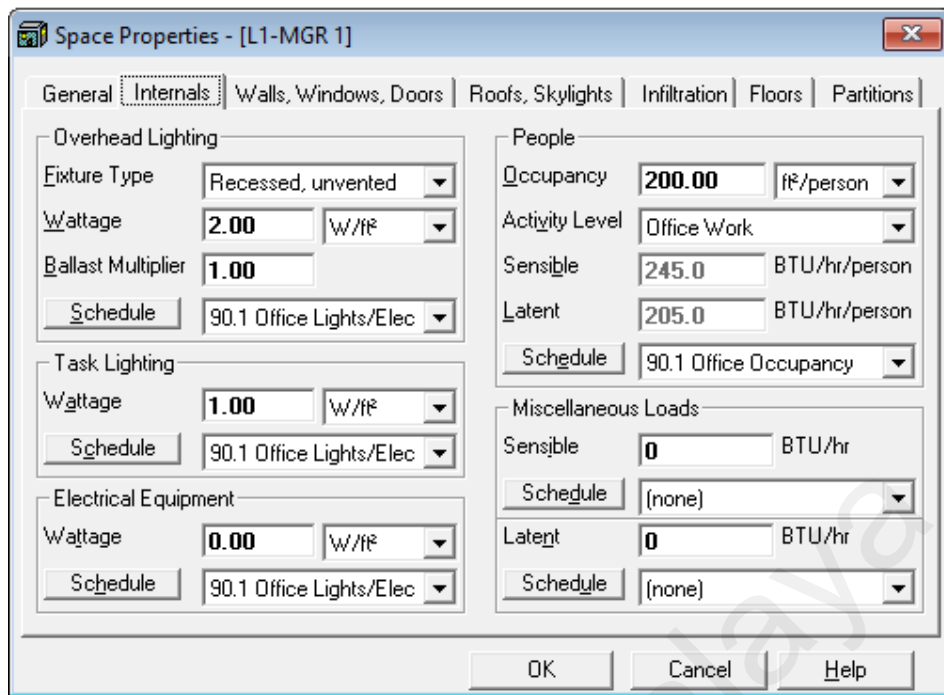 Space Properties - [L1-MGR 1]
General Internals Walls, Windows, Doors Roofs, Skylights Infiltration Floors Partitions
Overhead Lighting
Fixture Type Recessed, unvented
Wattage 2.00 W/ft²
Ballast Multiplier 1.00
Schedule 90.1 Office Lights/Elec
Task Lighting
Wattage 1.00 W/ft²
Schedule 90.1 Office Lights/Elec
Electrical Equipment
Wattage 0.00 W/ft²
Schedule 90.1 Office Lights/Elec
People
Occupancy 200.00 ft²/person
Activity Level Office Work
Sensible 245.0 BTU/hr/person
Latent 205.0 BTU/hr/person
Schedule 90.1 Office Occupancy
Miscellaneous Loads
Sensible 0 BTU/hr
Schedule (none)
Latent 0 BTU/hr
Schedule (none)
OK Cancel Help